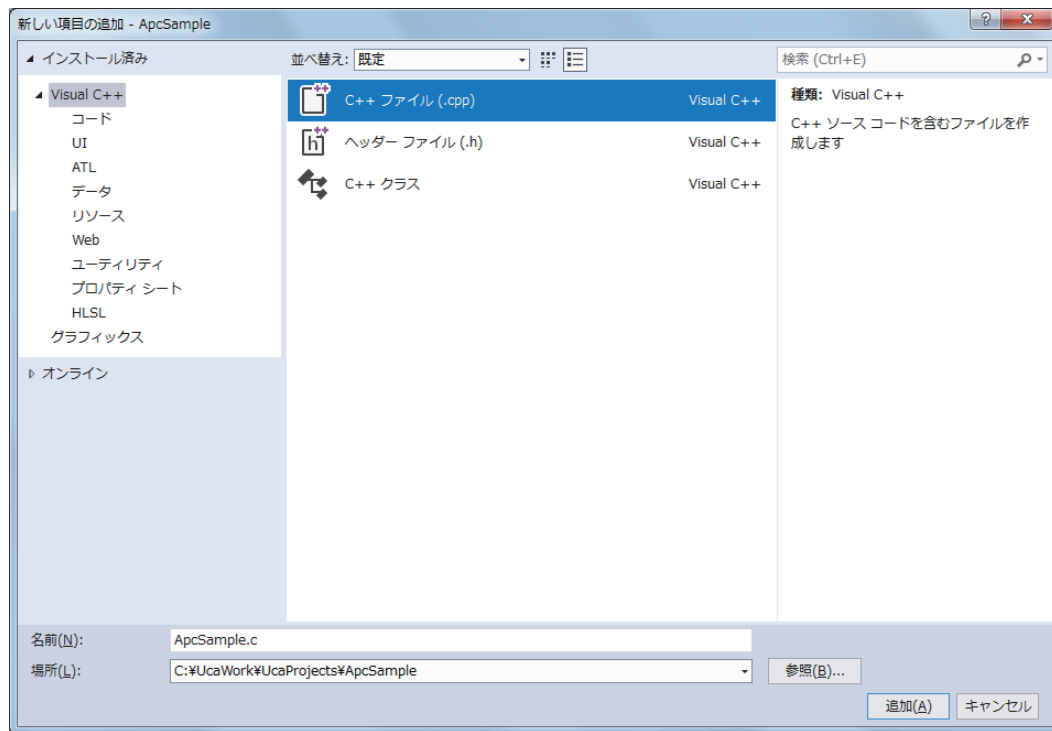 新しい項目の追加 - ApcSample
インストール済み
並べ替え: 既定
検索 (Ctrl+E)
Visual C++
コード
UI
ATL
データ
リソース
Web
ユーティリティ
プロパティ シート
HLSL
グラフィックス
オンライン
C++ ファイル (.cpp) Visual C++
ヘッダー ファイル (.h) Visual C++
C++ クラス Visual C++
種類: Visual C++
C++ ソース コードを含むファイルを作
成します
名前(N): ApcSample.c
場所(L): C:¥UcaWork¥UcaProjects¥ApcSample 参照(B)...
追加(A) キャンセル